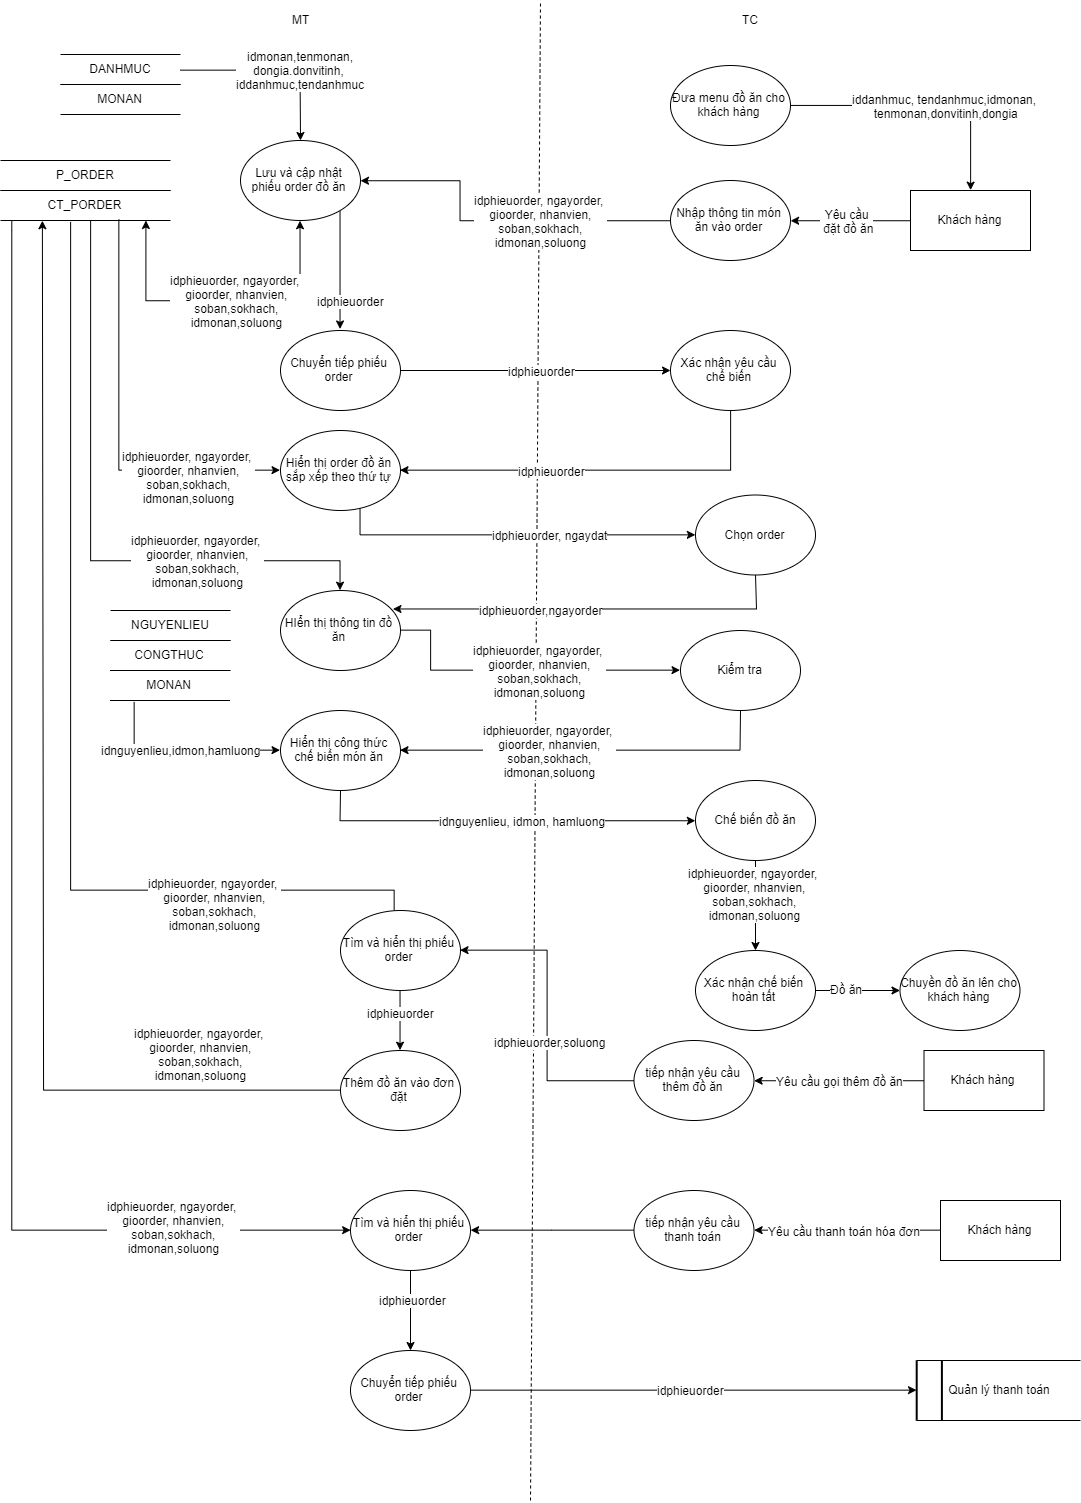 MT
TC
DANHMUC
MONAN
idmonan,tenmonan,
dongia.donvitinh,
iddanhmuc,tendanhmuc
Đưa menu đồ ăn cho
khách hàng
iddanhmuc, tendanhmuc,idmonan,
tenmonan,donvitinh,dongia
P_ORDER
CT_PORDER
Lưu và cập nhật
phiếu order đồ ăn
idphieuorder, ngayorder,
gioorder, nhanvien,
soban,sokhach,
idmonan,soluong
Nhập thông tin món
ăn vào order
Yêu cầu
đặt đồ ăn
Khách hàng
idphieuorder, ngayorder,
gioorder, nhanvien,
soban,sokhach,
idmonan,soluong
idphieuorder
Chuyển tiếp phiếu
order
idphieuorder
Xác nhận yêu cầu
chế biến
idphieuorder, ngayorder,
gioorder, nhanvien,
soban,sokhach,
idmonan,soluong
Hiển thị order đồ ăn
sắp xếp theo thứ tự
idphieuorder
idphieuorder, ngaydat
Chọn order
idphieuorder, ngayorder,
gioorder, nhanvien,
soban,sokhach,
idmonan,soluong
idphieuorder,ngayorder
NGUYENLIEU
CONGTHUC
MONAN
HIển thị thông tin đồ
ăn
idphieuorder, ngayorder,
gioorder, nhanvien,
soban,sokhach,
idmonan,soluong
Kiểm tra
idnguyenlieu,idmon,hamluong
Hiển thị công thức
chế biến món ăn
idphieuorder, ngayorder,
gioorder, nhanvien,
soban,sokhach,
idmonan,soluong
idnguyenlieu, idmon, hamluong
Chế biến đồ ăn
idphieuorder, ngayorder,
gioorder, nhanvien,
soban,sokhach,
idmonan,soluong
idphieuorder, ngayorder,
gioorder, nhanvien,
soban,sokhach,
idmonan,soluong
Tìm và hiển thị phiếu
order
Xác nhận chế biến
hoàn tất
Đồ ăn
Chuyền đồ ăn lên cho
khách hàng
idphieuorder
idphieuorder,soluong
idphieuorder, ngayorder,
gioorder, nhanvien,
soban,sokhach,
idmonan,soluong
Thêm đồ ăn vào đơn
đặt
tiếp nhận yêu cầu
thêm đồ ăn
Yêu cầu gọi thêm đồ ăn
Khách hàng
idphieuorder, ngayorder,
gioorder, nhanvien,
soban,sokhach,
idmonan,soluong
Tìm và hiển thị phiếu
order
tiếp nhận yêu cầu
thanh toán
Yêu cầu thanh toán hóa đơn
Khách hàng
idphieuorder
Chuyển tiếp phiếu
order
idphieuorder
Quản lý thanh toán